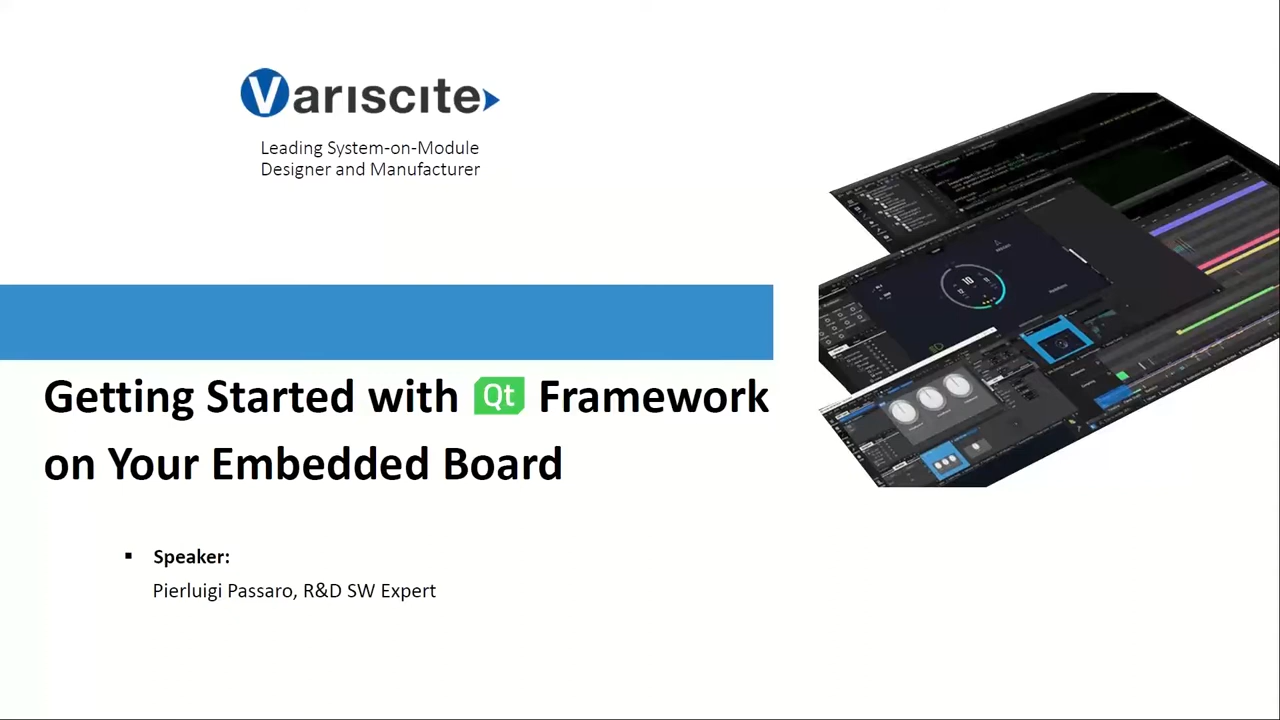 Variscite
Leading System-on-Module
Designer and Manufacturer
Getting Started with Qt Framework
on Your Embedded Board
▪ Speaker:
Pierluigi Passaro, R&D SW Expert